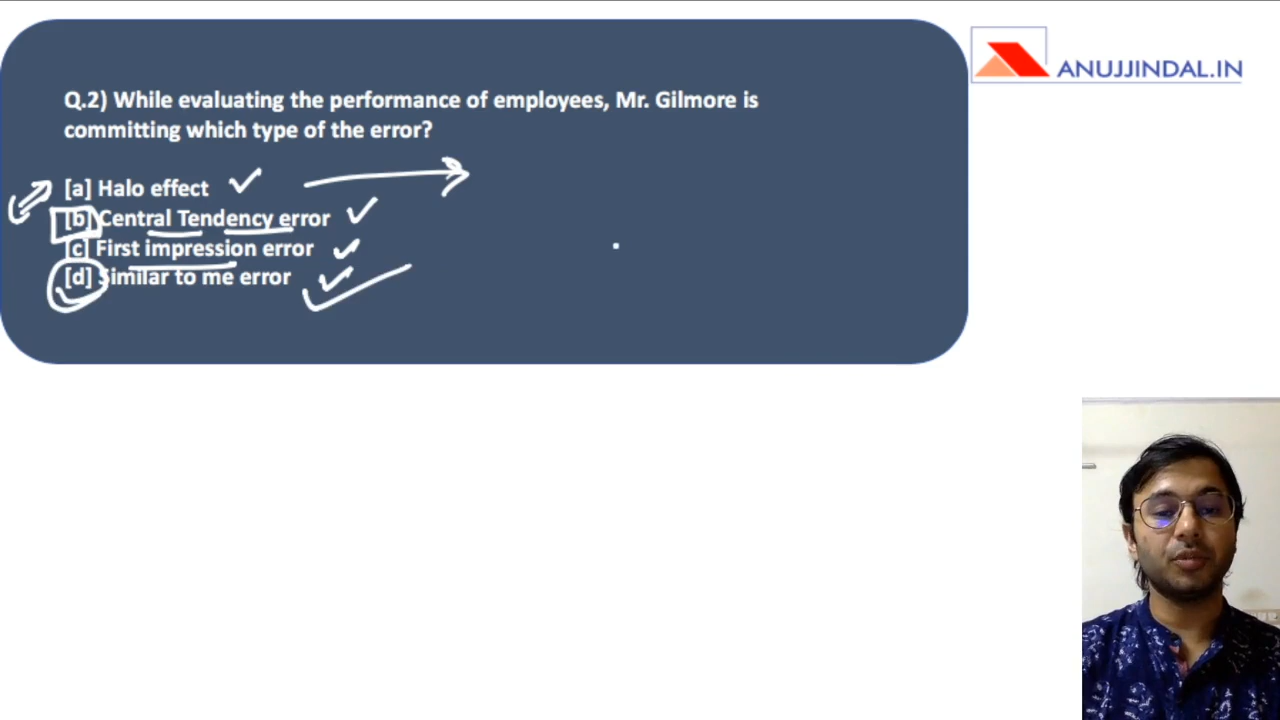 Q.2) While evaluating the performance of employees, Mr. Gilmore is
committing which type of the error?
[a] Halo effect
[b] Central Tendency error
[c] First impression error
[d] Similar to me error
ANUJJINDAL.IN